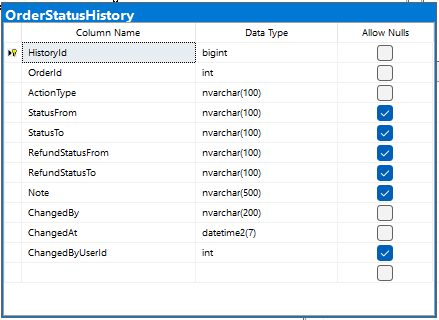 OrderStatusHistory
Column Name Data Type Allow Nulls
HistoryId bigint
OrderId int
ActionType nvarchar(100)
StatusFrom nvarchar(100)
StatusTo nvarchar(100)
RefundStatusFrom nvarchar(100)
RefundStatusTo nvarchar(100)
Note nvarchar(500)
ChangedBy nvarchar(200)
ChangedAt datetime2(7)
ChangedByUserId int